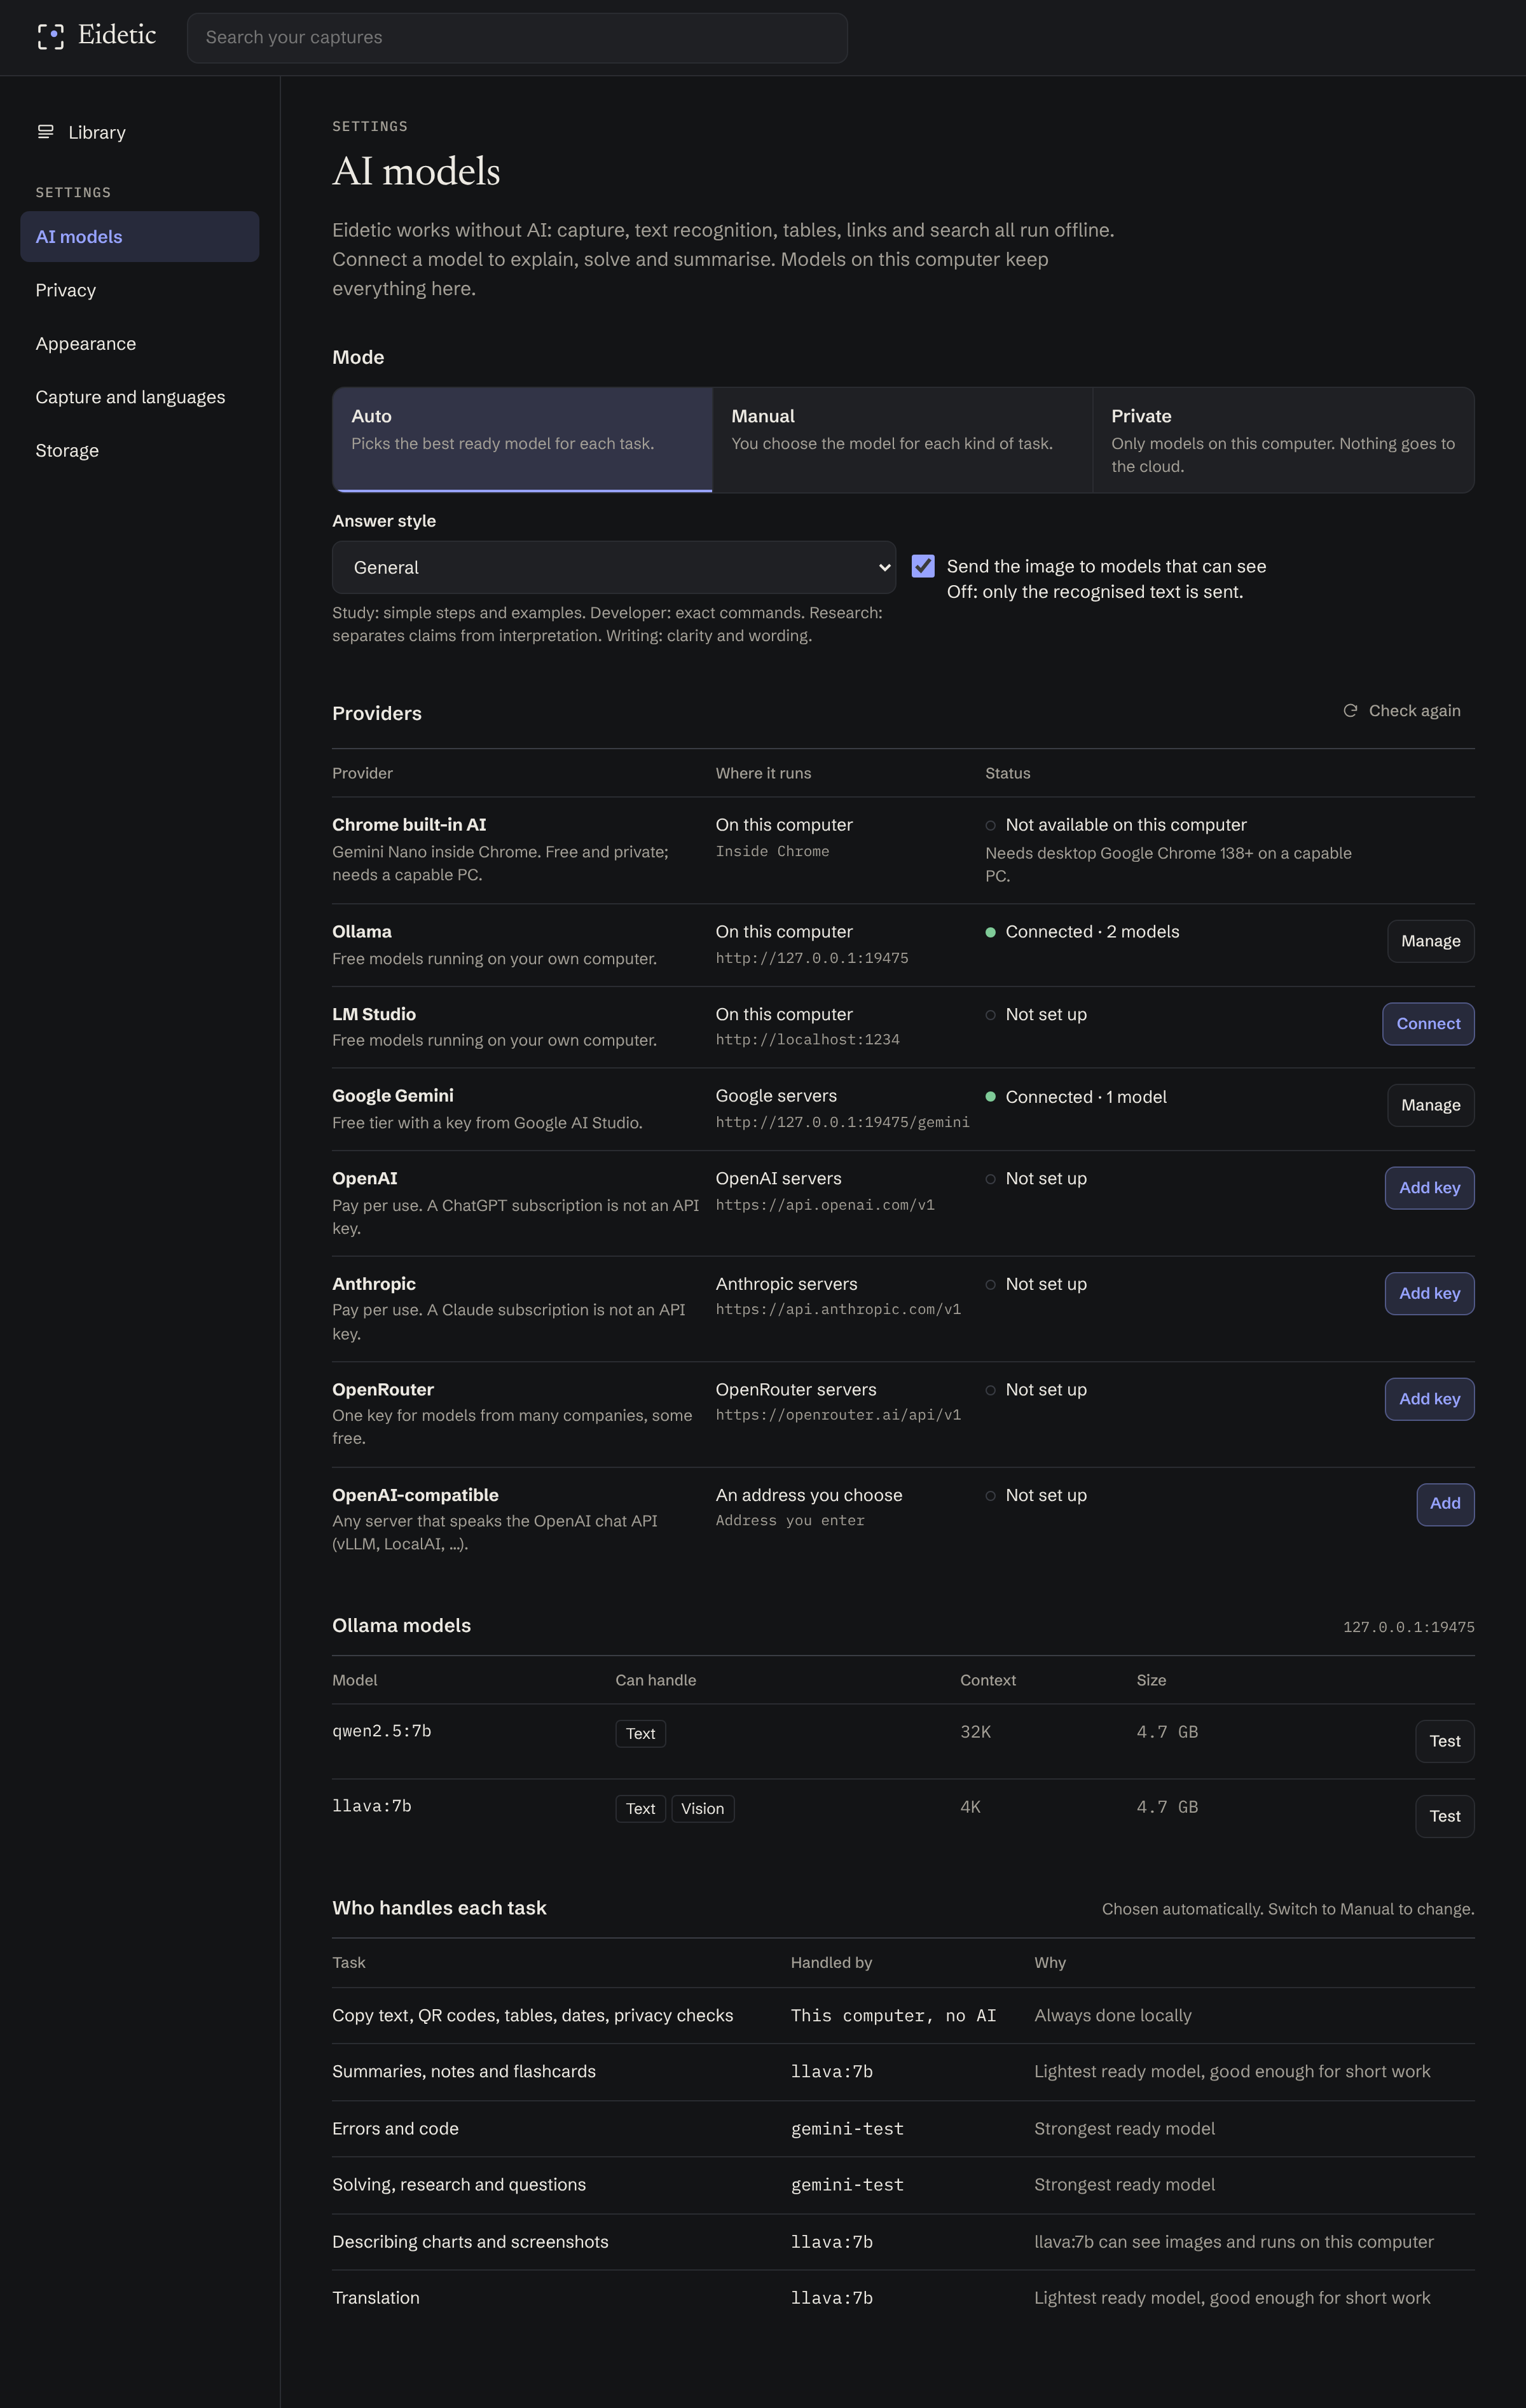 Eidetic
Search your captures
Library
SETTINGS
AI models
Privacy
Appearance
Capture and languages
Storage
SETTINGS
AI models
Eidetic works without AI: capture, text recognition, tables, links and search all run offline.
Connect a model to explain, solve and summarise. Models on this computer keep
everything here.
Mode
Auto
Picks the best ready model for each task.
Manual
You choose the model for each kind of task.
Private
Only models on this computer. Nothing goes to
the cloud.
Answer style
General
Study: simple steps and examples. Developer: exact commands. Research:
separates claims from interpretation. Writing: clarity and wording.
Send the image to models that can see
Off: only the recognised text is sent.
Providers
Check again
Provider Where it runs Status
Chrome built-in AI
Gemini Nano inside Chrome. Free and private;
needs a capable PC.
On this computer
Inside Chrome
Not available on this computer
Needs desktop Google Chrome 138+ on a capable
PC.
Ollama
Free models running on your own computer.
On this computer
http://127.0.0.1:19475
Connected · 2 models
Manage
LM Studio
Free models running on your own computer.
On this computer
http://localhost:1234
Not set up
Connect
Google Gemini
Free tier with a key from Google AI Studio.
Google servers
http://127.0.0.1:19475/gemini
Connected · 1 model
Manage
OpenAI
Pay per use. A ChatGPT subscription is not an API
key.
OpenAI servers
https://api.openai.com/v1
Not set up
Add key
Anthropic
Pay per use. A Claude subscription is not an API
key.
Anthropic servers
https://api.anthropic.com/v1
Not set up
Add key
OpenRouter
One key for models from many companies, some
free.
OpenRouter servers
https://openrouter.ai/api/v1
Not set up
Add key
OpenAI-compatible
Any server that speaks the OpenAI chat API
(vLLM, LocalAI, …).
An address you choose
Address you enter
Not set up
Add
Ollama models
127.0.0.1:19475
Model Can handle Context Size
qwen2.5:7b Text 32K 4.7 GB Test
llava:7b Text Vision 4K 4.7 GB Test
Who handles each task
Chosen automatically. Switch to Manual to change.
Task Handled by Why
Copy text, QR codes, tables, dates, privacy checks This computer, no AI Always done locally
Summaries, notes and flashcards llava:7b Lightest ready model, good enough for short work
Errors and code gemini-test Strongest ready model
Solving, research and questions gemini-test Strongest ready model
Describing charts and screenshots llava:7b llava:7b can see images and runs on this computer
Translation llava:7b Lightest ready model, good enough for short work